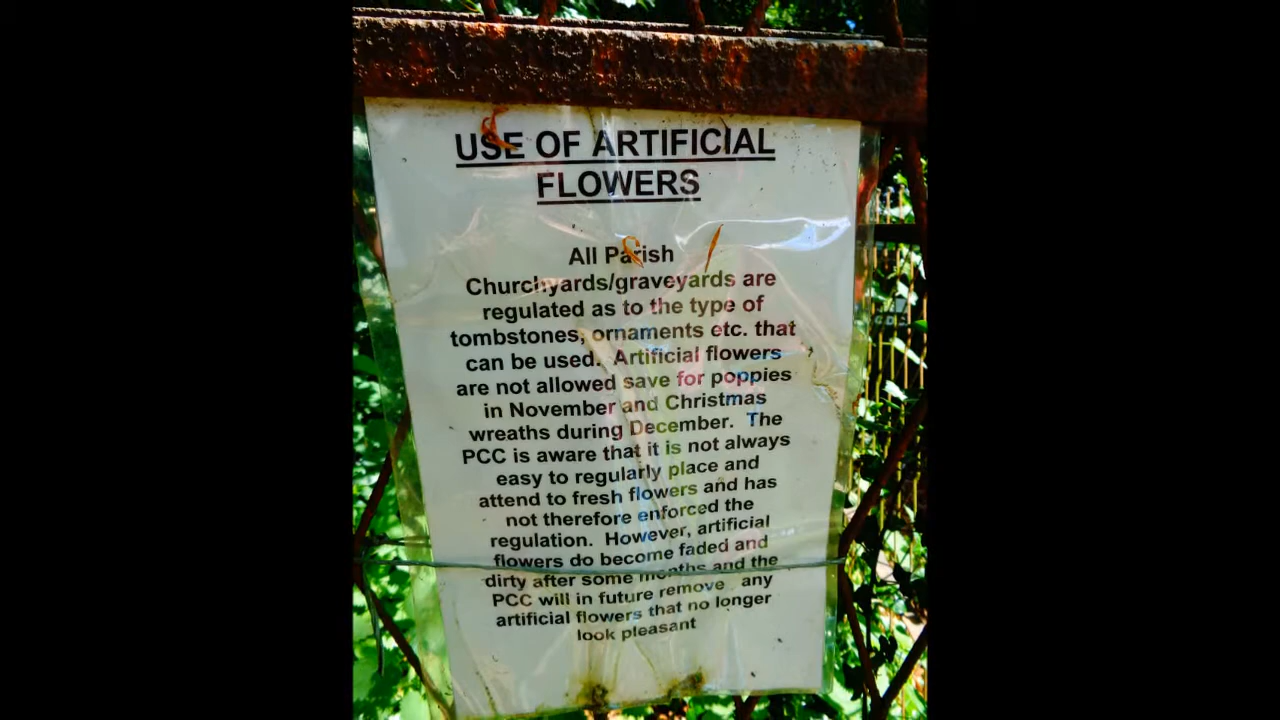 USE OF ARTIFICIAL
FLOWERS
All Parish
Churchyards/graveyards are
regulated as to the type of
tombstones, ornaments etc. that
can be used. Artificial flowers
are not allowed save for poppies
in November and Christmas
wreaths during December. The
PCC is aware that it is not always
easy to regularly place and
attend to fresh flowers and has
not therefore enforced the
regulation. However, artificial
flowers do become faded and
dirty after some months and the
PCC will in future remove any
artificial flowers that no longer
look pleasant